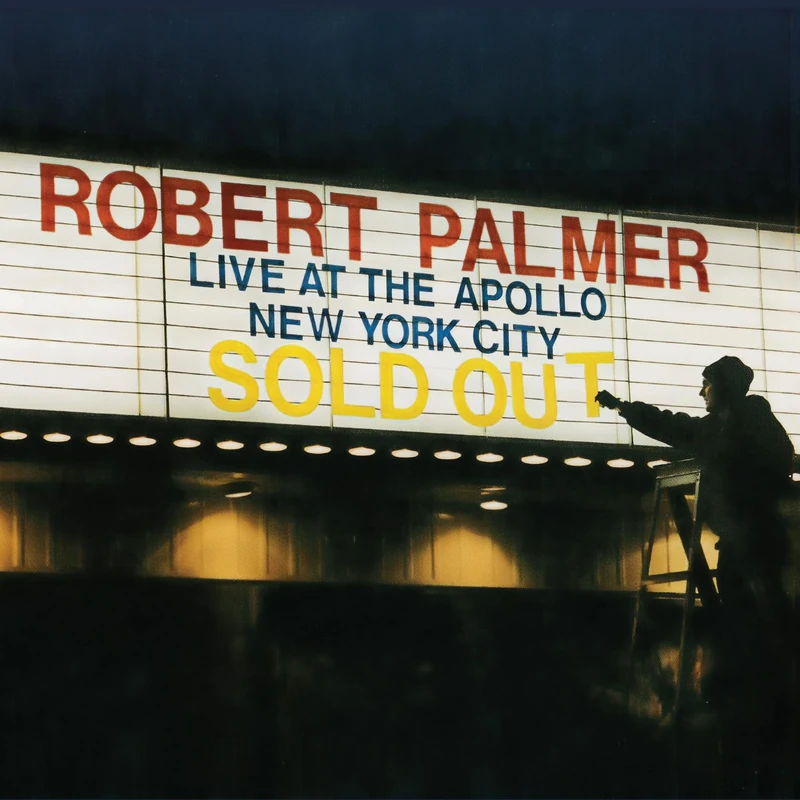 ROBERT PALMER
LIVE AT THE APOLLO
NEW YORK CITY
SOLD OUT